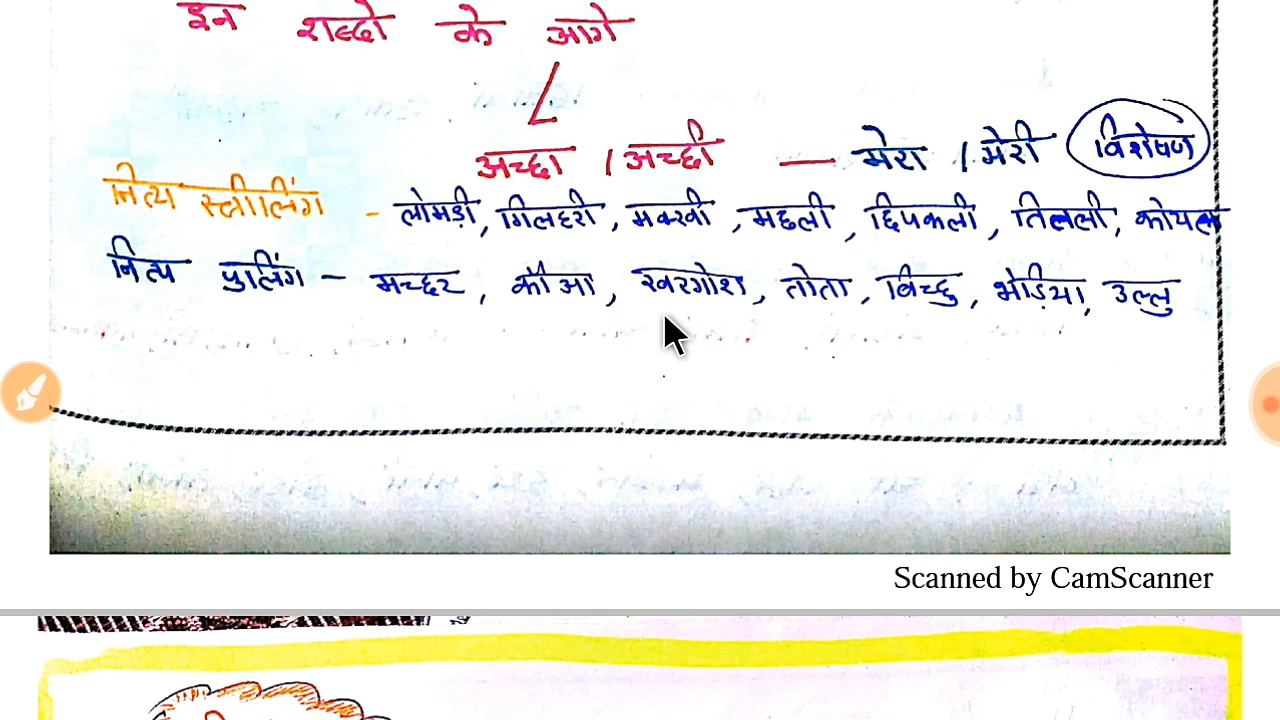 इन शब्दो के आगे
अच्छा / अच्छी — मेरा / मेरी विशेषण
नित्य स्त्रीलिंग - लोमड़ी, गिलहरी, मक्खी, मछली, छिपकली, तितली, कोयल
नित्य पुलिंग - मच्छर, कौआ, खरगोश, तोता, बिच्छु, भेड़िया, उल्लु
Scanned by CamScanner